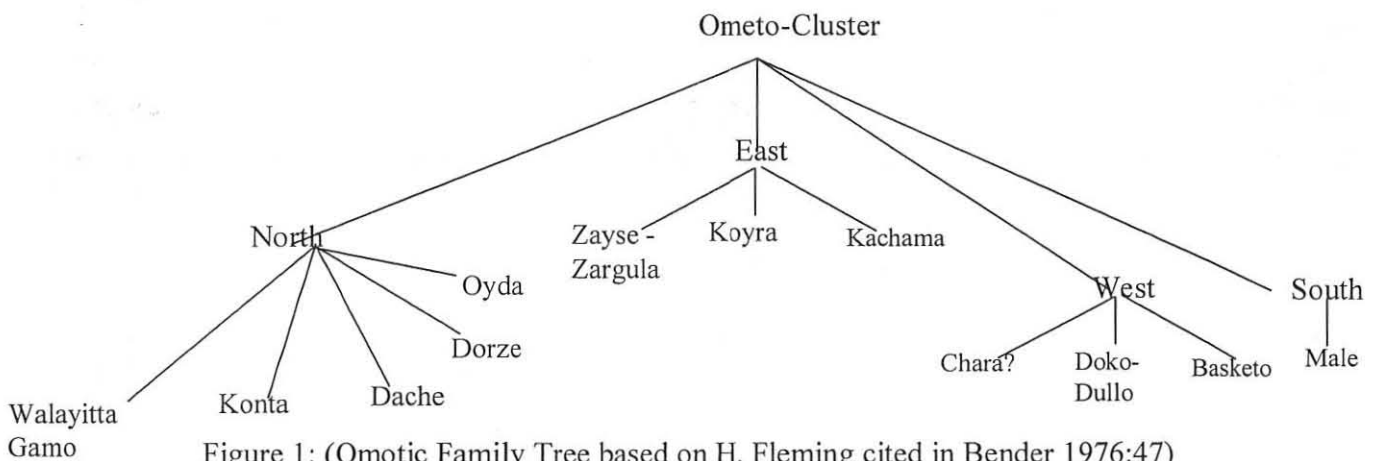 Ometo-Cluster
East
North
Zayse -
Zargula
Koyra
Kachama
Oyda
West
South
Dorze
Chara?
Doko-
Dullo
Basketo
Male
Walayitta
Gamo
Konta
Dache
Figure 1: (Omotic Family Tree based on H. Fleming cited in Bender 1976:47)